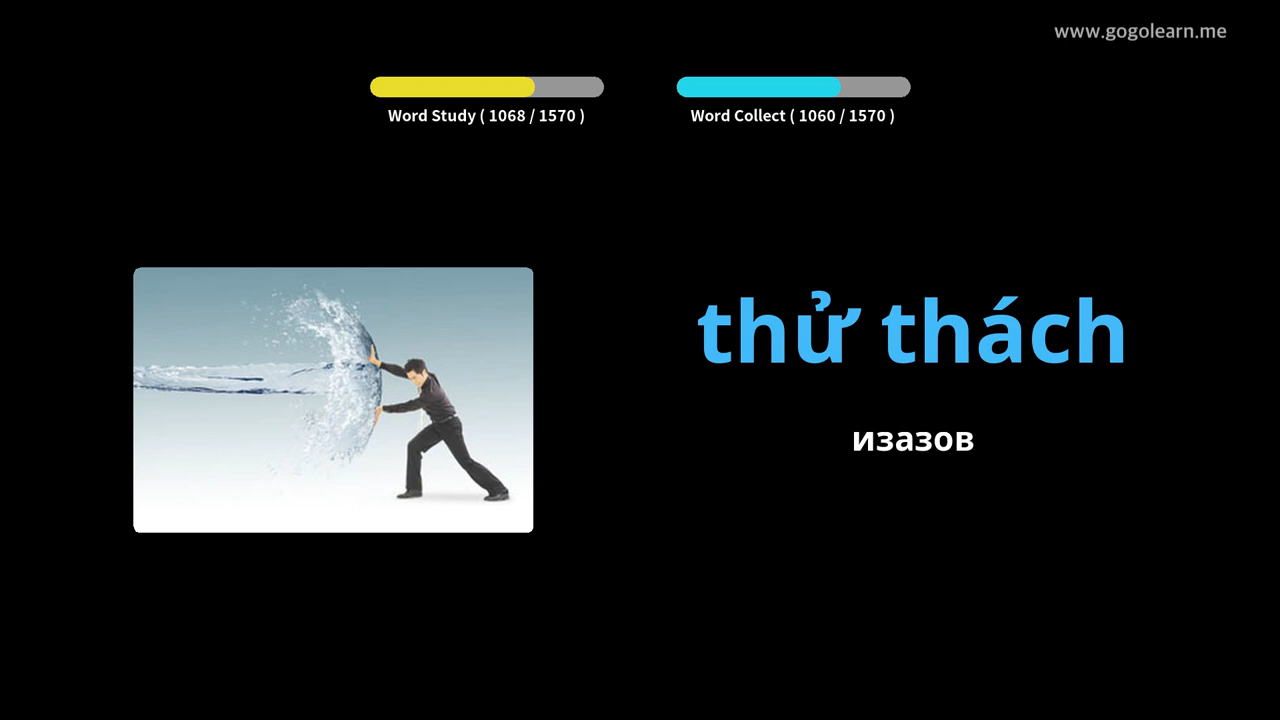 www.gogolearn.me
Word Study ( 1068 / 1570 )
Word Collect ( 1060 / 1570 )
thử thách
изазов